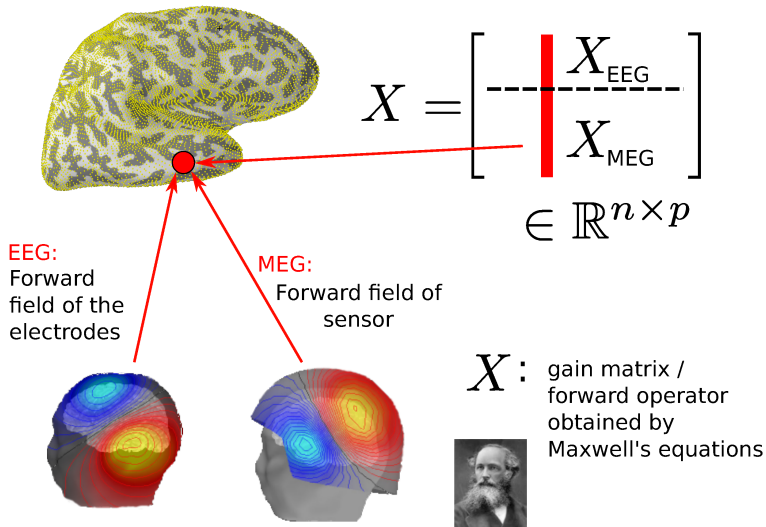 X = [ X_EEG
X_MEG ]
∈ ℝ^{n×p}
EEG:
Forward
field of the
electrodes
MEG:
Forward field of
sensor
X :
gain matrix /
forward operator
obtained by
Maxwell's equations